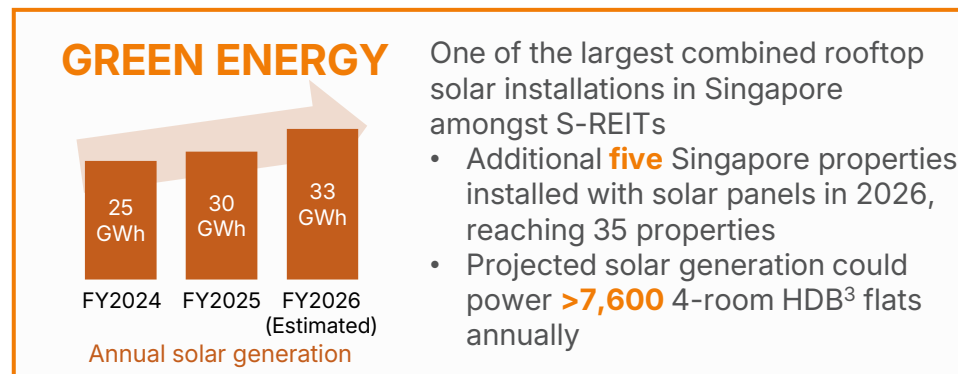 GREEN ENERGY
25
GWh
30
GWh
33
GWh
FY2024
FY2025
FY2026
(Estimated)
Annual solar generation
One of the largest combined rooftop
solar installations in Singapore
amongst S-REITs
• Additional five Singapore properties
installed with solar panels in 2026,
reaching 35 properties
• Projected solar generation could
power >7,600 4-room HDB³ flats
annually